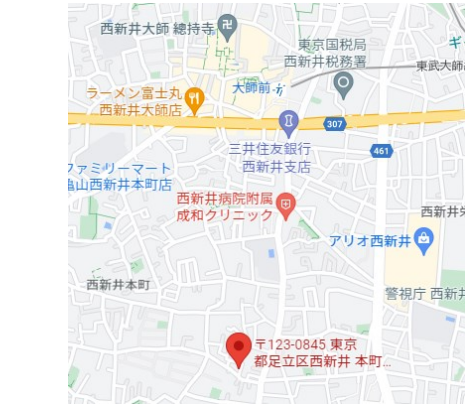 西新井大師 總持寺
卍
東京国税局
西新井税務署
ギ
東武大師
大師前
ラーメン富士丸
西新井大師店
307
三井住友銀行
西新井支店
461
ファミリーマート
亀山西新井本町店
西新井病院附属
成和クリニック
西新井栄
アリオ西新井
西新井本町
警視庁 西新井
〒123-0845 東京
都足立区西新井 本町...